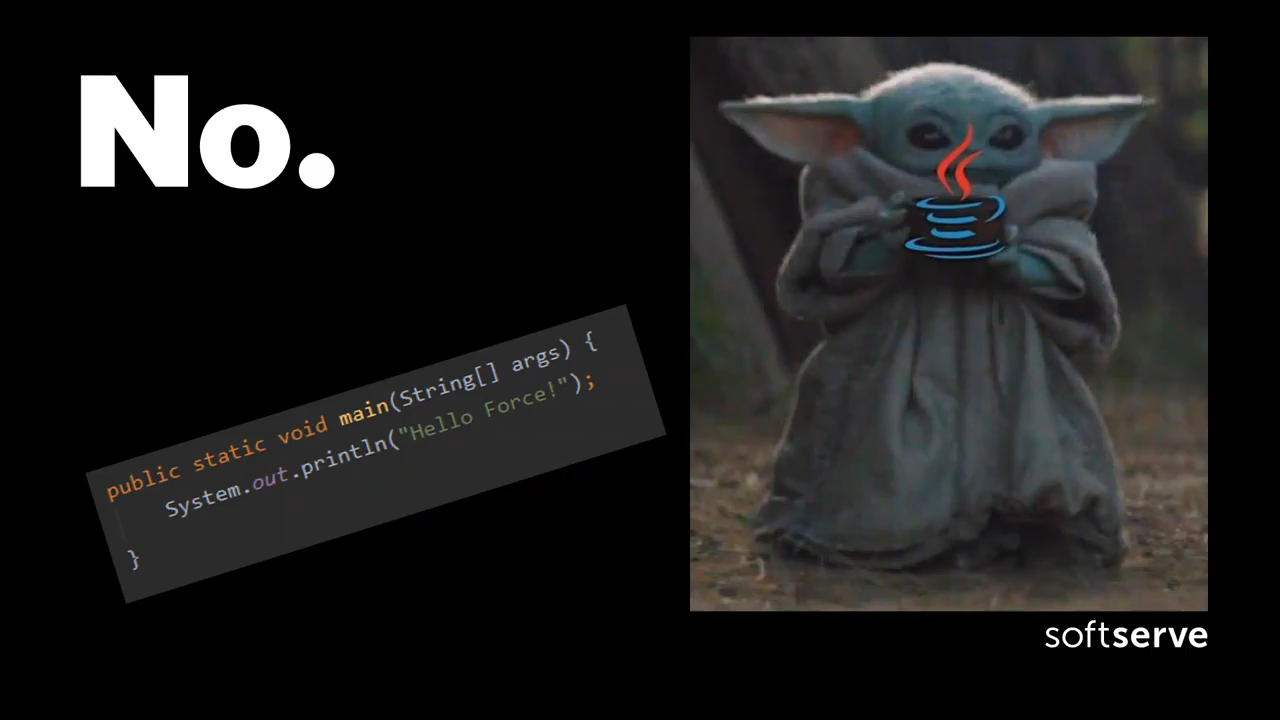 No.
public static void main(String[] args) {
    System.out.println("Hello Force!");
}
softserve